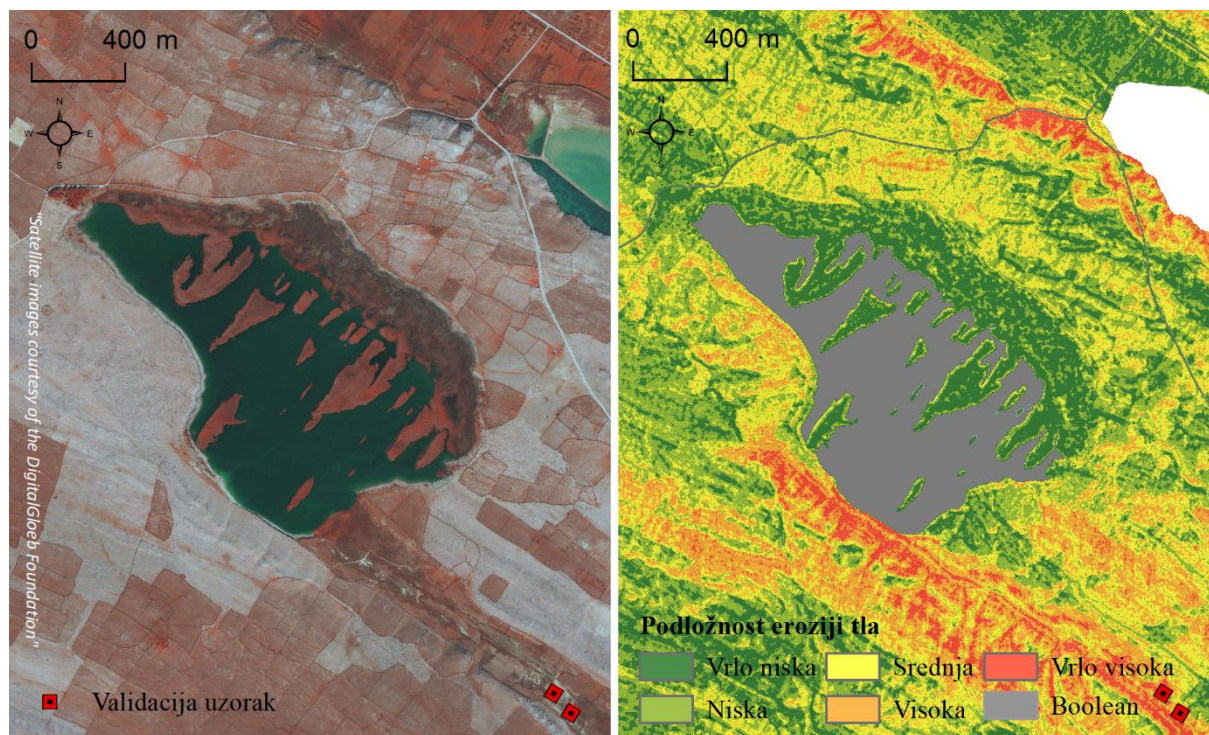 0 400 m
N
W E
S
"Satellite images courtesy of the DigitalGloeb Foundation"
Validacija uzorak
0 400 m
N
W E
S
Podložnost eroziji tla
Vrlo niska Srednja Vrlo visoka
Niska Visoka Boolean